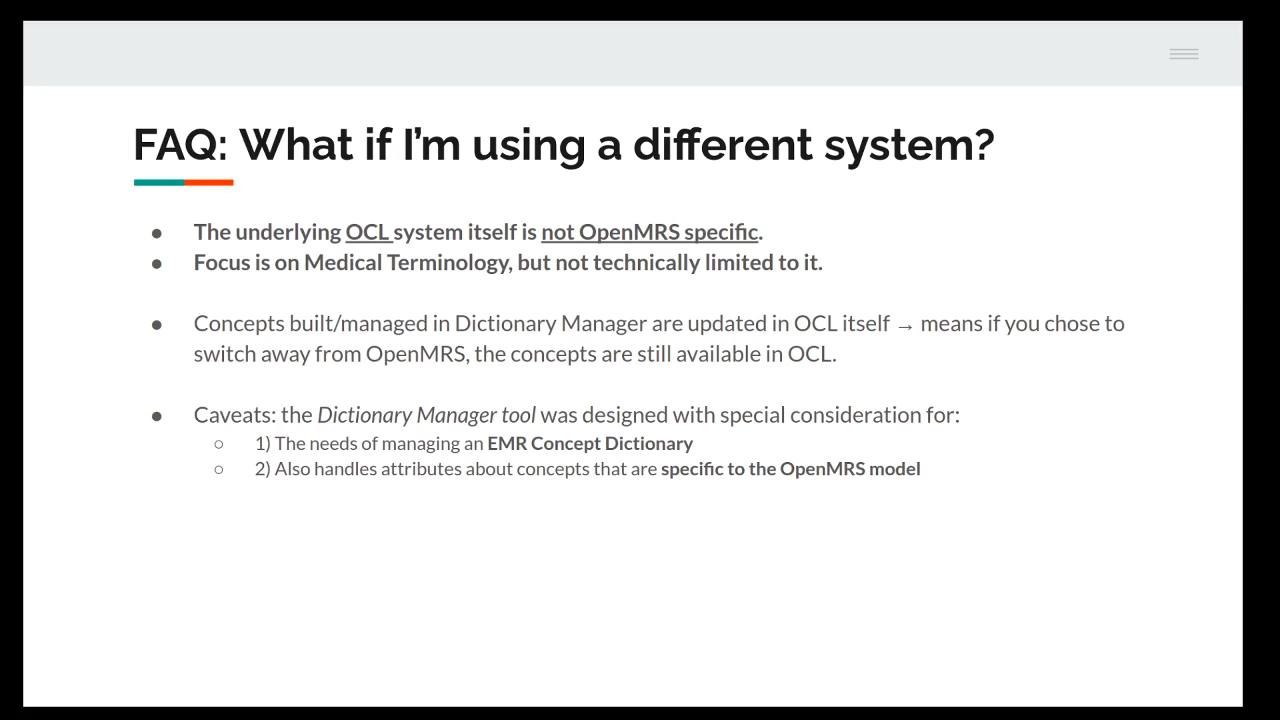 FAQ: What if I'm using a different system?
● The underlying OCL system itself is not OpenMRS specific.
● Focus is on Medical Terminology, but not technically limited to it.
● Concepts built/managed in Dictionary Manager are updated in OCL itself → means if you chose to
switch away from OpenMRS, the concepts are still available in OCL.
● Caveats: the Dictionary Manager tool was designed with special consideration for:
○ 1) The needs of managing an EMR Concept Dictionary
○ 2) Also handles attributes about concepts that are specific to the OpenMRS model